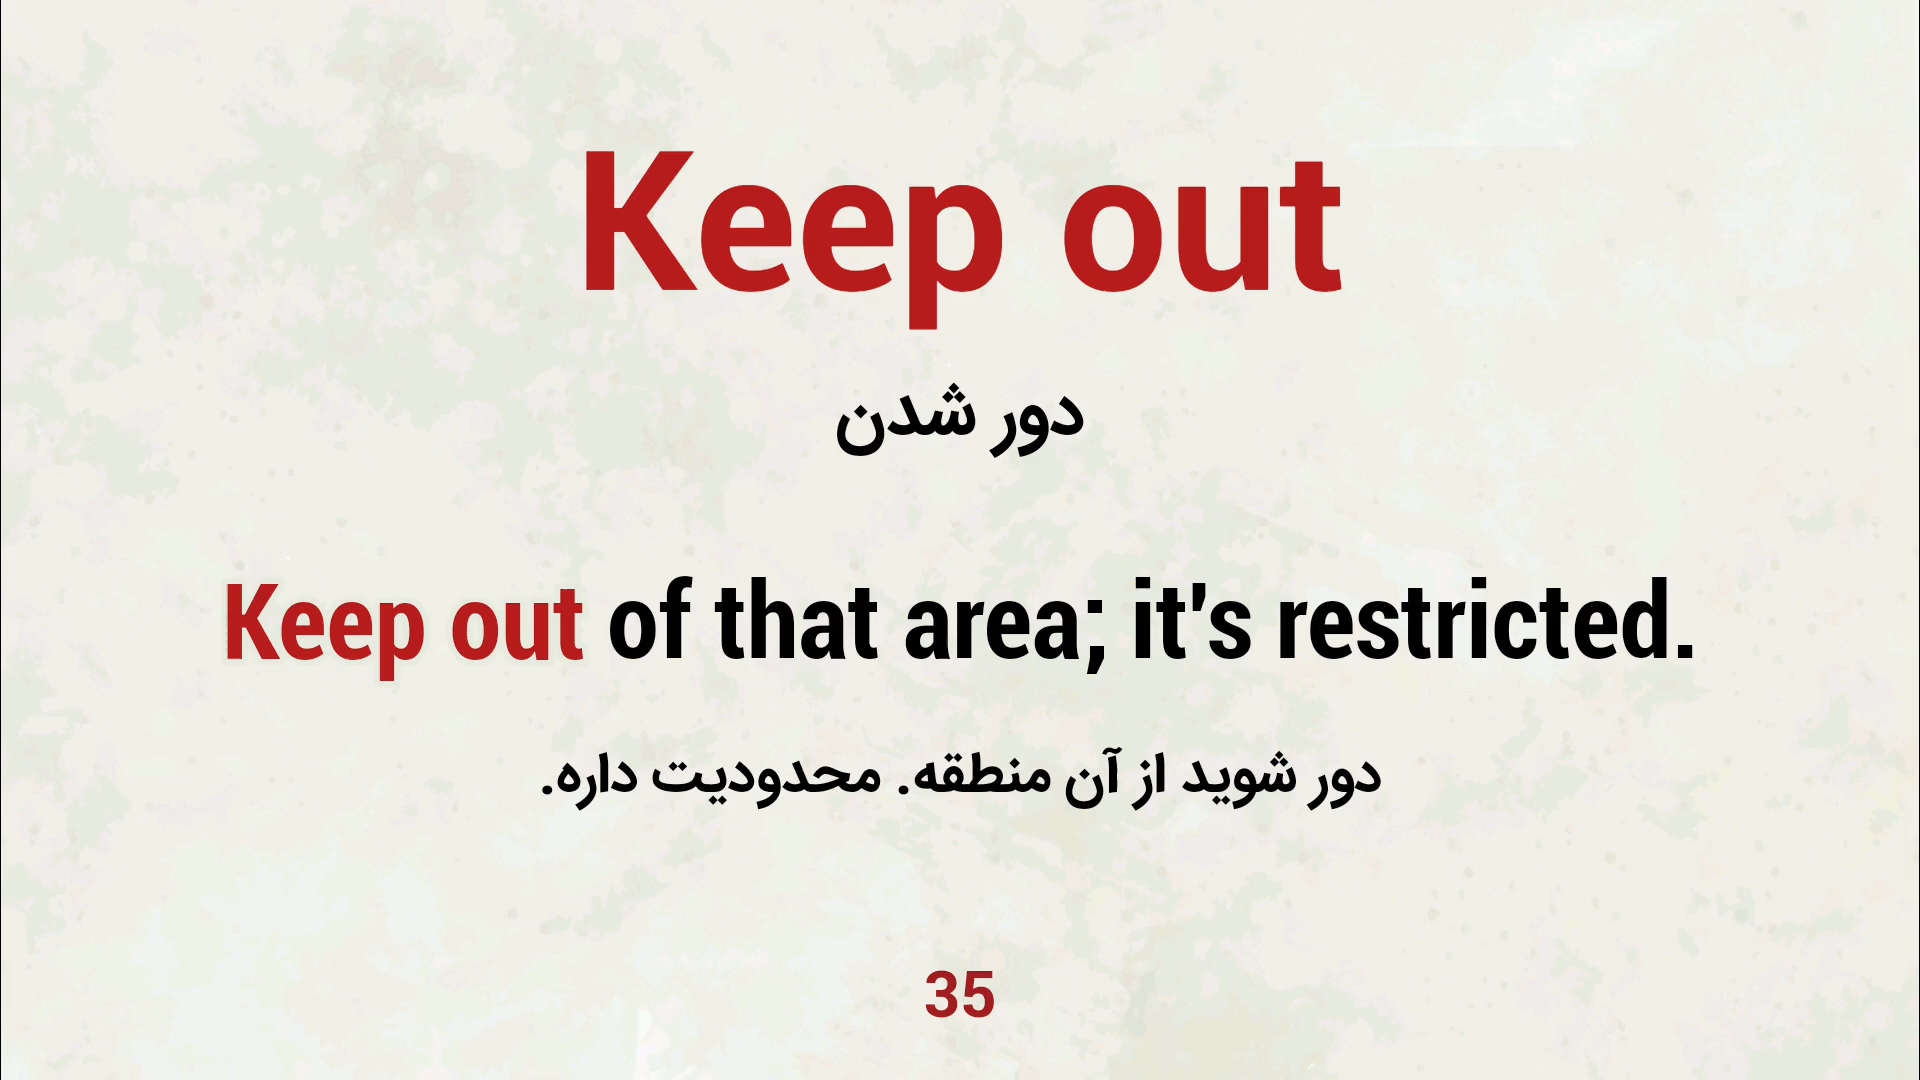 Keep out
دور شدن
Keep out of that area; it's restricted.
دور شوید از آن منطقه. محدودیت داره.
35